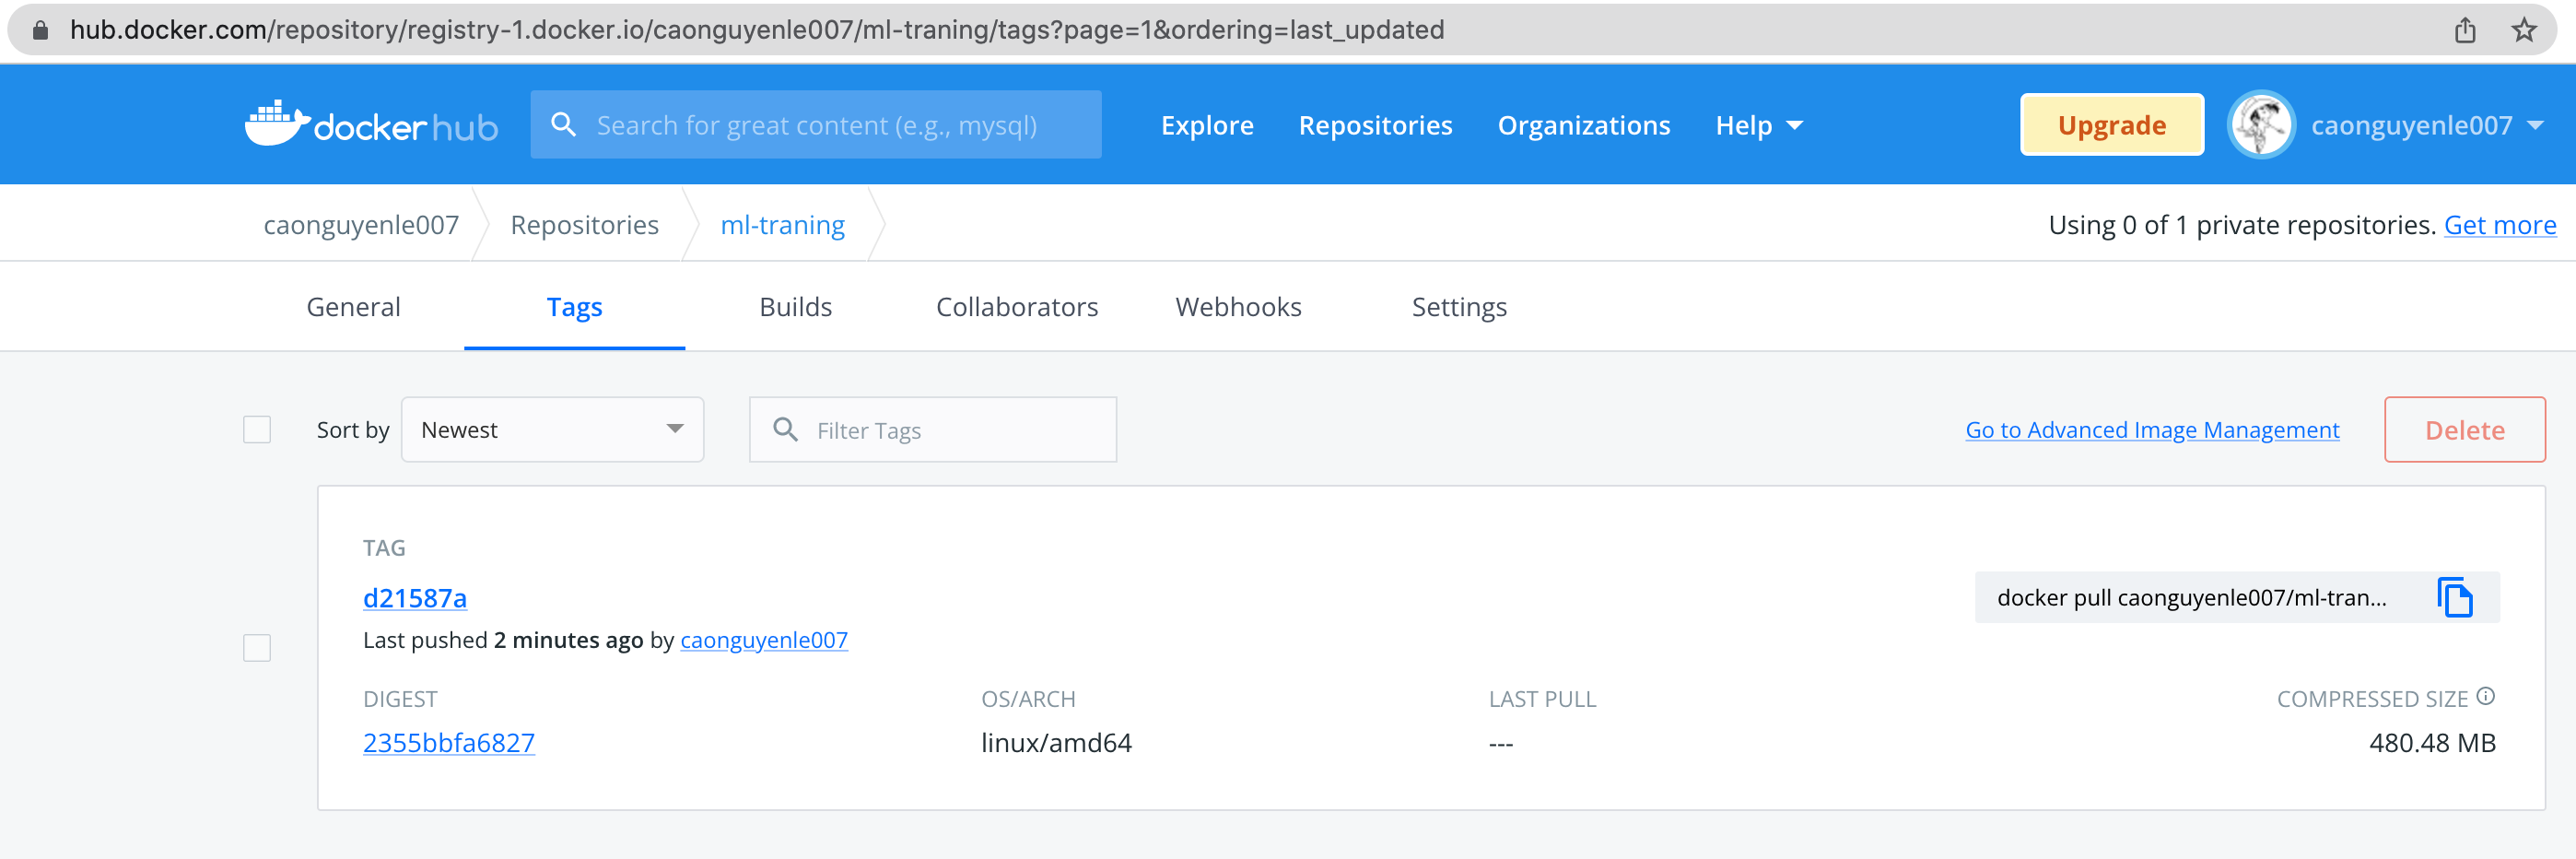 hub.docker.com/repository/registry-1.docker.io/caonguyenle007/ml-traning/tags?page=1&ordering=last_updated
docker hub Search for great content (e.g., mysql) Explore Repositories Organizations Help Upgrade caonguyenle007
caonguyenle007 Repositories ml-traning Using 0 of 1 private repositories. Get more
General Tags Builds Collaborators Webhooks Settings
Sort by Newest Filter Tags Go to Advanced Image Management Delete
TAG
d21587a docker pull caonguyenle007/ml-tran...
Last pushed 2 minutes ago by caonguyenle007
DIGEST OS/ARCH LAST PULL COMPRESSED SIZE
2355bbfa6827 linux/amd64 --- 480.48 MB